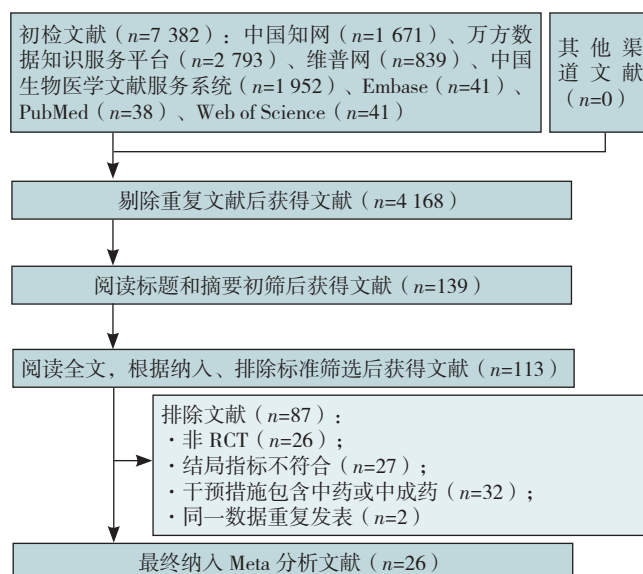 初检文献（n=7 382）：中国知网（n=1 671）、万方数
据知识服务平台（n=2 793）、维普网（n=839）、中国
生物医学文献服务系统（n=1 952）、Embase（n=41）、
PubMed（n=38）、Web of Science（n=41）
其他渠
道文献
（n=0）
剔除重复文献后获得文献（n=4 168）
阅读标题和摘要初筛后获得文献（n=139）
阅读全文，根据纳入、排除标准筛选后获得文献（n=113）
排除文献（n=87）：
·非 RCT（n=26）；
·结局指标不符合（n=27）；
·干预措施包含中药或中成药（n=32）；
·同一数据重复发表（n=2）
最终纳入 Meta 分析文献（n=26）